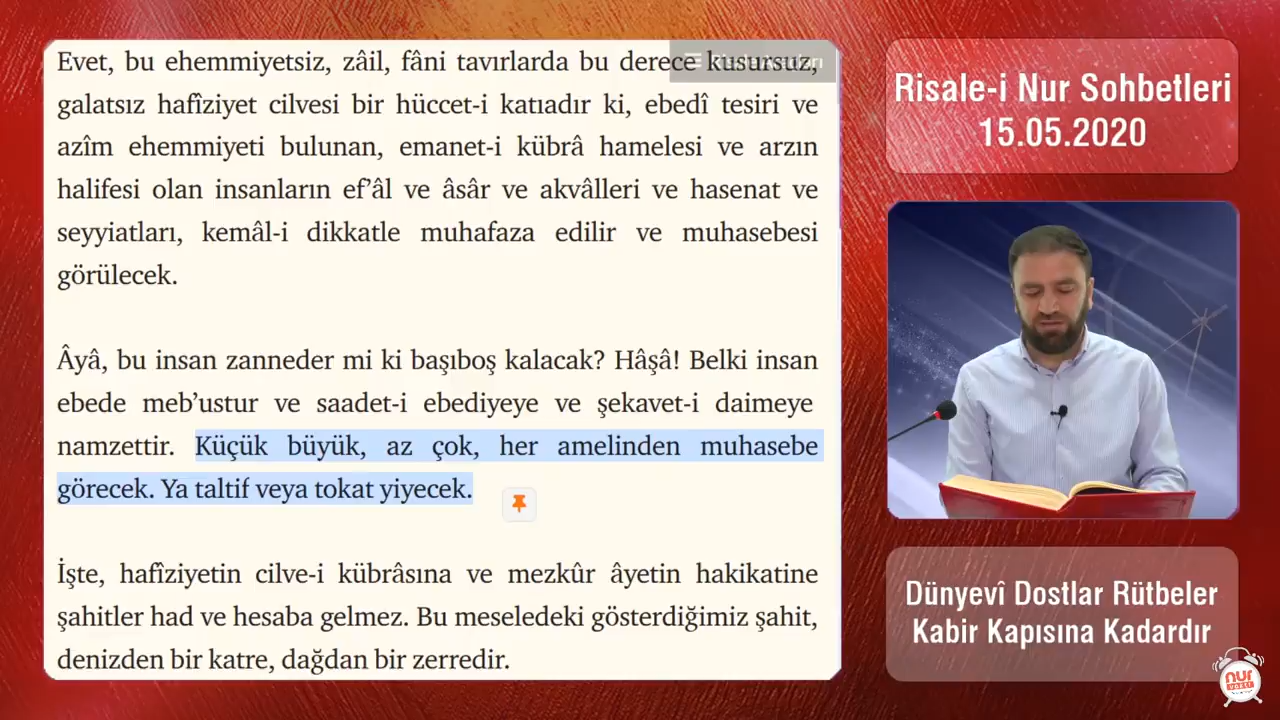 Evet, bu ehemmiyetsiz, zâil, fâni tavırlarda bu derece kusursuz,
galatsız hafîziyet cilvesi bir hüccet-i katıadır ki, ebedî tesiri ve
azîm ehemmiyeti bulunan, emanet-i kübrâ hamelesi ve arzın
halifesi olan insanların ef’âl ve âsâr ve akvâlleri ve hasenat ve
seyyiatları, kemâl-i dikkatle muhafaza edilir ve muhasebesi
görülecek.
Âyâ, bu insan zanneder mi ki başıboş kalacak? Hâşâ! Belki insan
ebede meb’ustur ve saadet-i ebediyeye ve şekavet-i daimeye
namzettir. Küçük büyük, az çok, her amelinden muhasebe
görecek. Ya taltif veya tokat yiyecek.
İşte, hafîziyetin cilve-i kübrâsına ve mezkûr âyetin hakikatine
şahitler had ve hesaba gelmez. Bu meseledeki gösterdiğimiz şahit,
denizden bir katre, dağdan bir zerredir.
Risale-i Nur Sohbetleri
15.05.2020
Dünyevî Dostlar Rütbeler
Kabir Kapısına Kadardır
nur
vakti